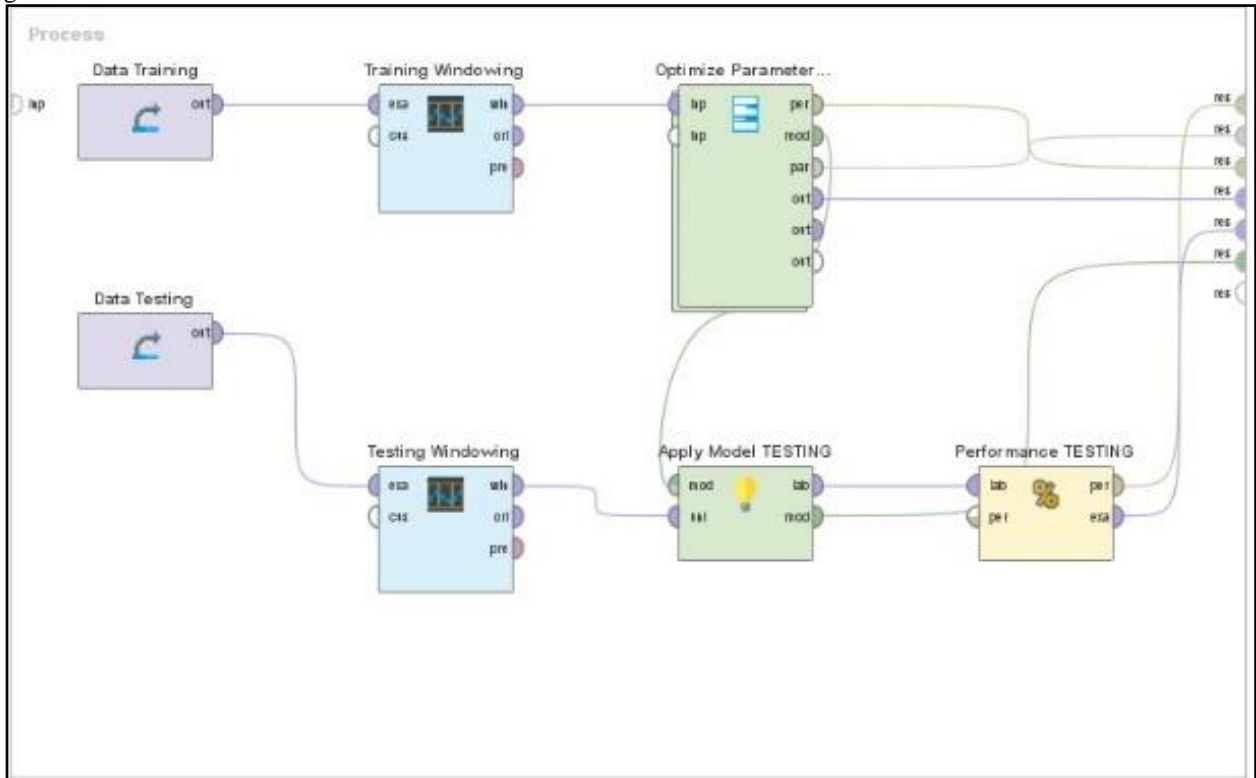 Process
Data Training
Training Windowing
Optimize Parameter...
inp
out
exa
win
inp
per
res
ori
inp
mod
res
pre
par
res
out
res
out
res
out
res
res
Data Testing
out
Testing Windowing
Apply Model TESTING
Performance TESTING
exa
win
mod
lab
lab
per
ori
mod
per
exa
pre